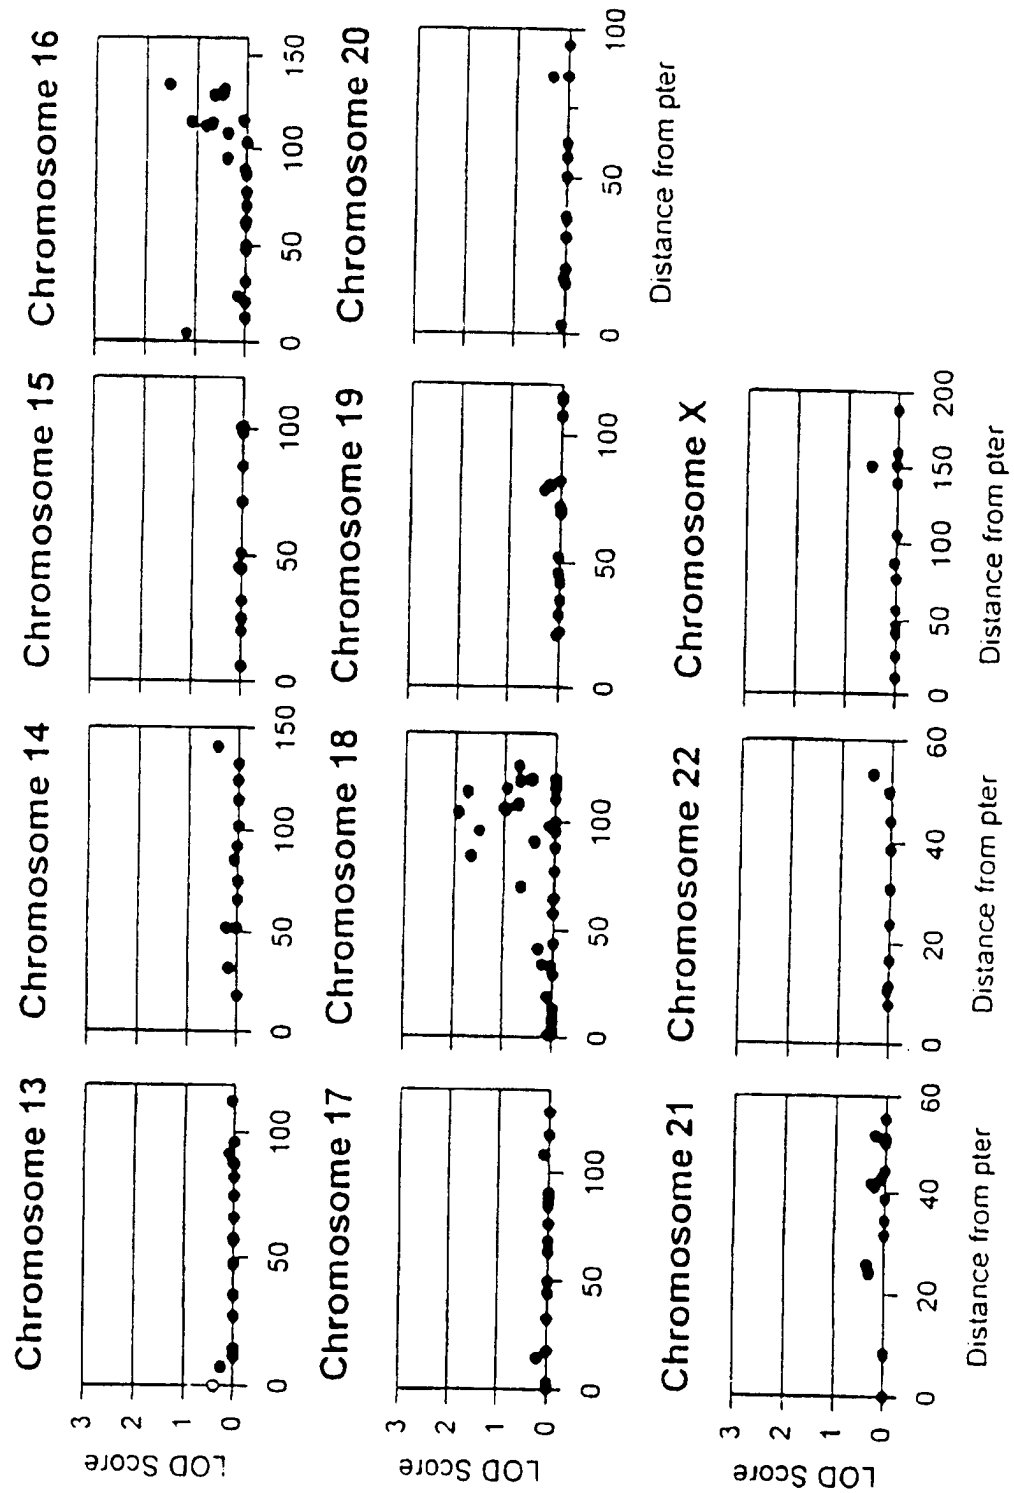 Chromosome 13
Chromosome 14
Chromosome 15
Chromosome 16
LOD Score
3
2
1
0
0 50 100
0 50 100 150
0 50 100
0 50 100 150
Chromosome 17
Chromosome 18
Chromosome 19
Chromosome 20
LOD Score
3
2
1
0
0 50 100
0 50 100
0 50 100
0 50 100
Distance from pter
Chromosome 21
Chromosome 22
Chromosome X
LOD Score
3
2
1
0
0 20 40 60
0 20 40 60
0 50 100 150 200
Distance from pter
Distance from pter
Distance from pter